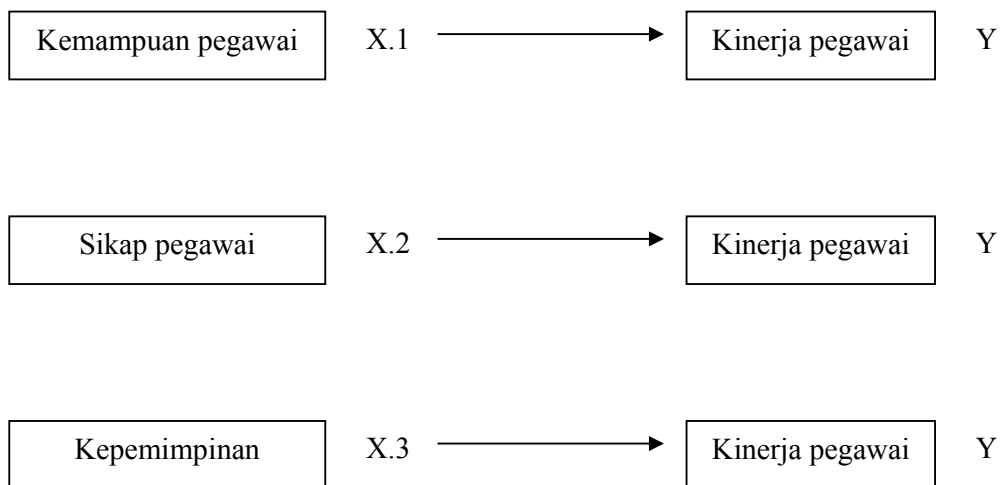 Kemampuan pegawai X.1 Kinerja pegawai Y
Sikap pegawai X.2 Kinerja pegawai Y
Kepemimpinan X.3 Kinerja pegawai Y